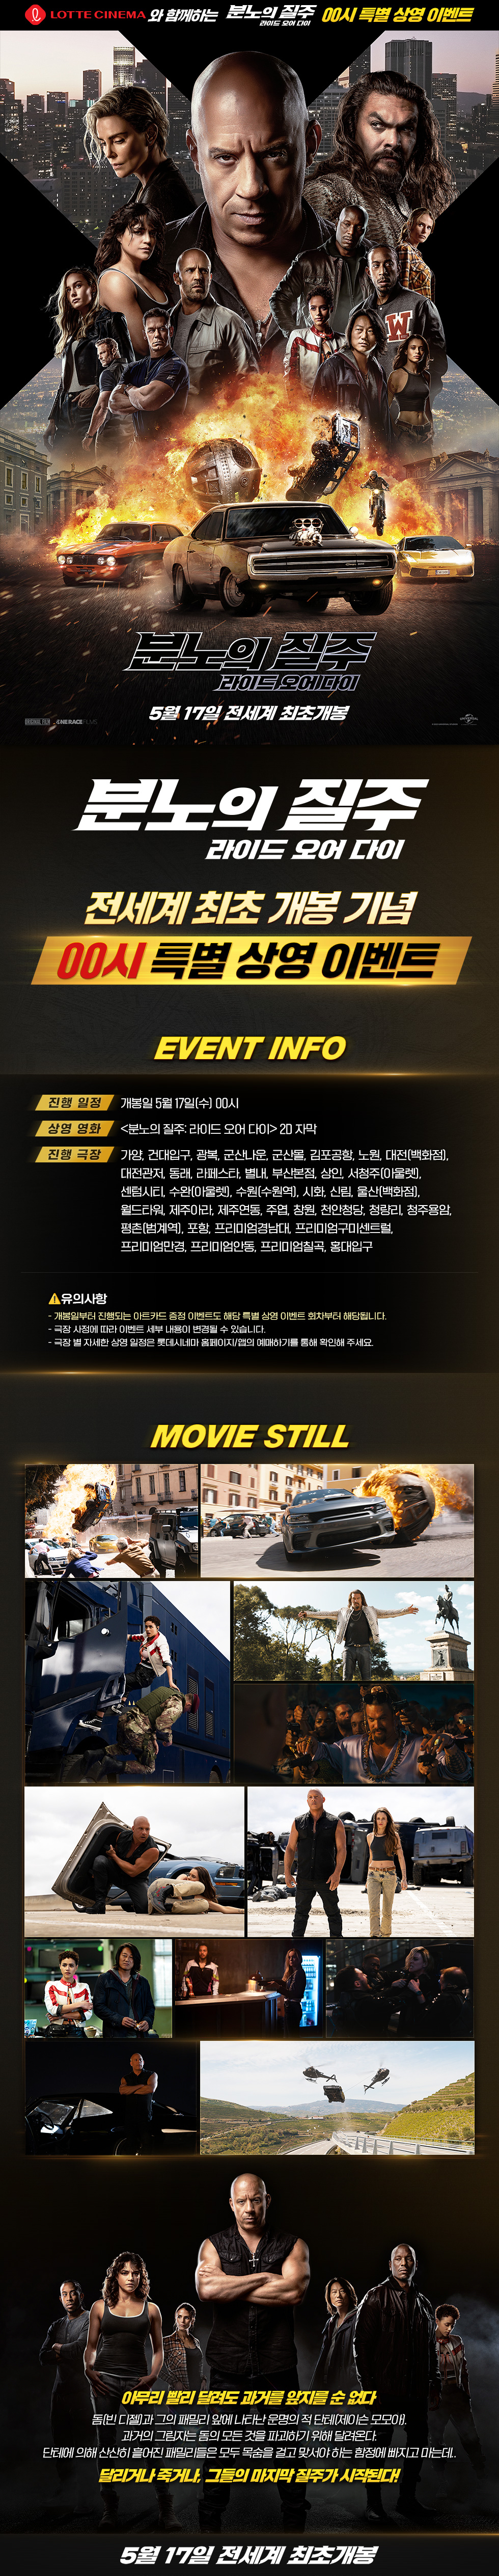 LOTTE CINEMA와 함께하는 분노의 질주 라이드 오어 다이 00시 특별 상영 이벤트
W
분노의 질주
라이드 오어 다이
5월 17일 전세계 최초개봉
ORIGINAL FILM ONE RACE FILMS
UNIVERSAL
분노의 질주
라이드 오어 다이
전세계 최초 개봉 기념
00시 특별 상영 이벤트
EVENT INFO
진행 일정 개봉일 5월 17일(수) 00시
상영 영화 <분노의 질주: 라이드 오어 다이> 2D 자막
진행 극장 가양, 건대입구, 광복, 군산나운, 군산몰, 김포공항, 노원, 대전(백화점),
대전관저, 동래, 라페스타, 별내, 부산본점, 상인, 서청주(아울렛),
센텀시티, 수완(아울렛), 수원(수원역), 시화, 신림, 울산(백화점),
월드타워, 제주아라, 제주연동, 주엽, 창원, 천안청당, 청량리, 청주용암,
평촌(범계역), 포항, 프리미엄경남대, 프리미엄구미센트럴,
프리미엄만경, 프리미엄안동, 프리미엄칠곡, 홍대입구
유의사항
- 개봉일부터 진행되는 아트카드 증정 이벤트도 해당 특별 상영 이벤트 회차부터 해당됩니다.
- 극장 사정에 따라 이벤트 세부 내용이 변경될 수 있습니다.
- 극장 별 자세한 상영 일정은 롯데시네마 홈페이지/앱의 예매하기를 통해 확인해 주세요.
MOVIE STILL
아무리 빨리 달려도 과거를 앞지를 순 없다
돔(빈 디젤)과 그의 패밀리 앞에 나타난 운명의 적 단테(제이슨 모모아).
과거의 그림자는 돔의 모든 것을 파괴하기 위해 달려온다.
단테에 의해 산산히 흩어진 패밀리들은 모두 목숨을 걸고 맞서야 하는 함정에 빠지고 마는데..
달리거나 죽거나, 그들의 마지막 질주가 시작된다!
5월 17일 전세계 최초개봉